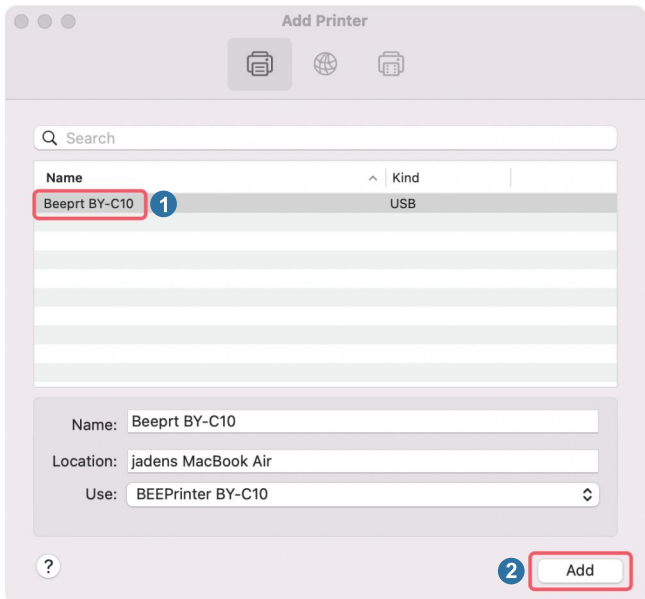 Add Printer
Search
Name Kind
Beeprt BY-C10 1 USB
Name: Beeprt BY-C10
Location: jadens MacBook Air
Use: BEEPrinter BY-C10
? 2 Add